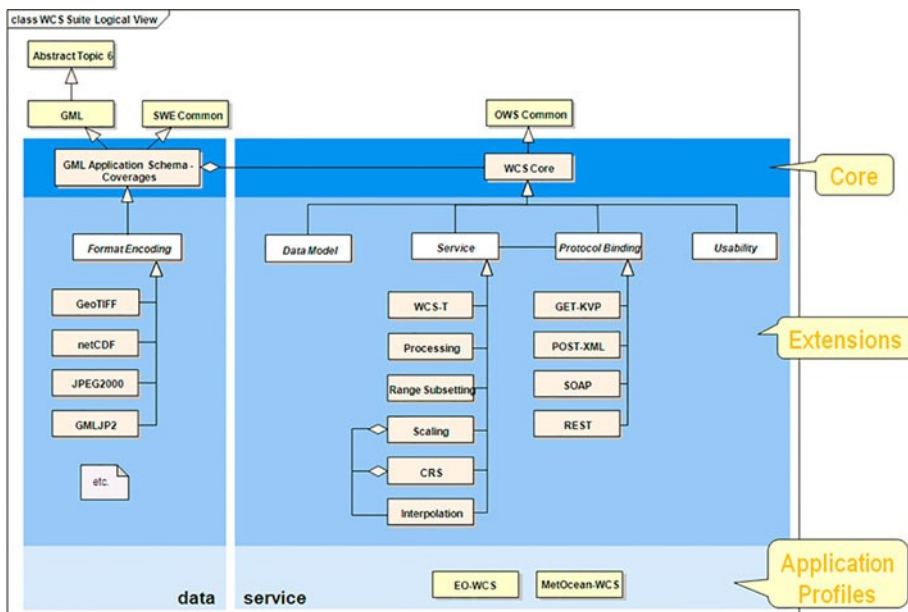 class WCS Suite Logical View
Abstract Topic 6
GML
SWE Common
OWS Common
GML Application Schema -
Coverages
WCS Core
Core
Format Encoding
Data Model
Service
Protocol Binding
Usability
GeoTIFF
WCS-T
GET-KVP
netCDF
Processing
POST-XML
Extensions
JPEG2000
Range Subsetting
SOAP
GMLJP2
Scaling
REST
etc.
CRS
Interpolation
EO-WCS
MetOcean-WCS
Application
Profiles
data
service